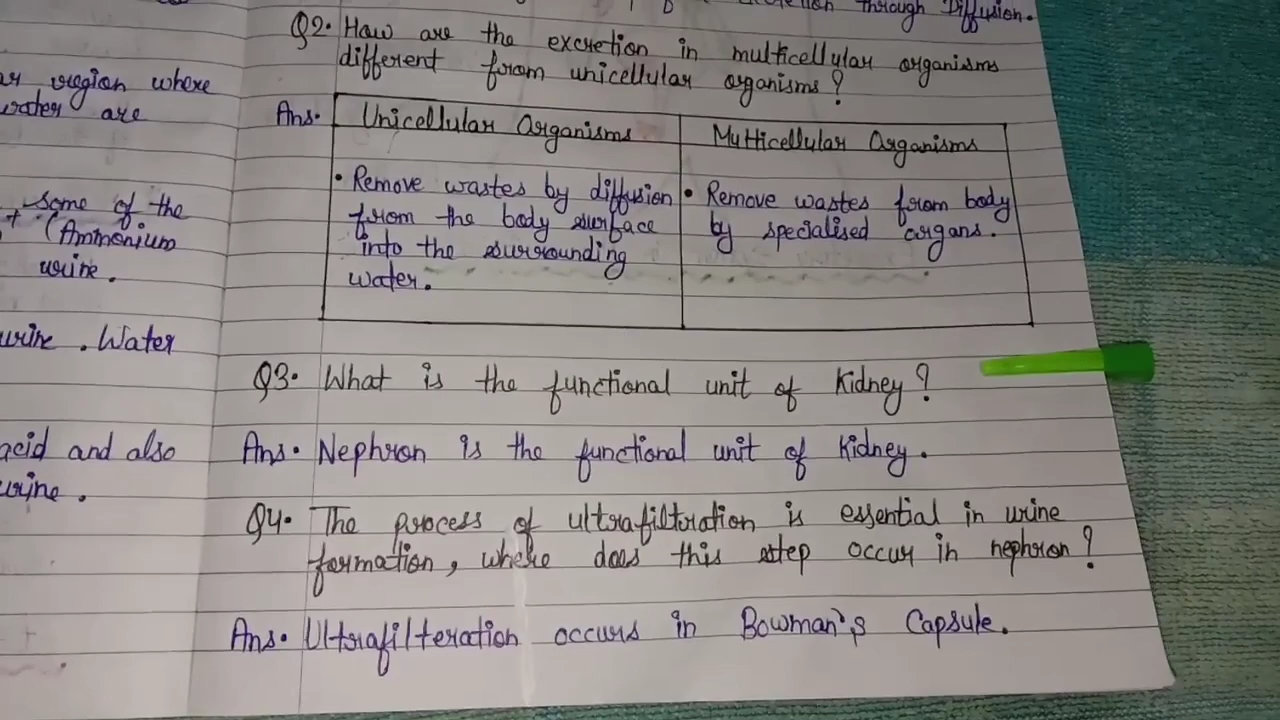 through Diffusion.
Q2. How are the excretion in multicellular organisms
different from unicellular organisms?
Ans.
Unicellular Organisms
Multicellular Organisms
• Remove wastes by diffusion
from the body surface
into the surrounding
water.
• Remove wastes from body
by specialised organs.
Q3. What is the functional unit of Kidney?
Ans. Nephron is the functional unit of Kidney.
Q4. The process of ultrafiltration is essential in urine
formation, where does this step occur in nephron?
Ans. Ultrafilteration occurs in Bowman's Capsule.
region where
water are
some of the
(Ammonium
urine.
urine. Water
acid and also
urine.